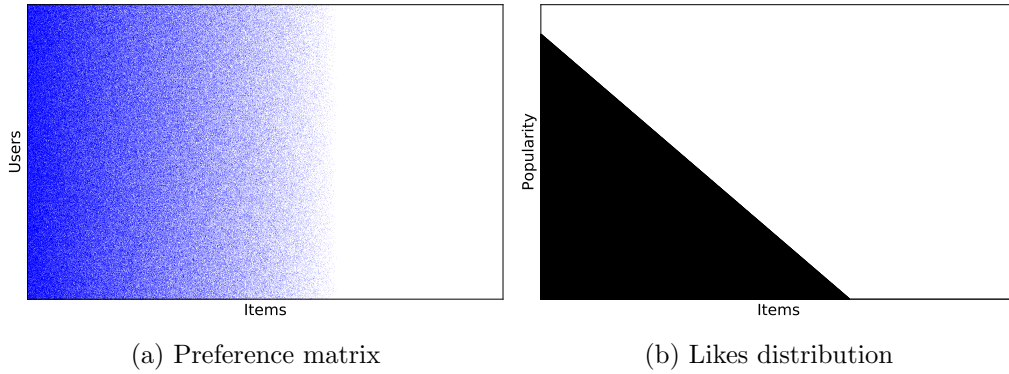 Users
Items
(a) Preference matrix
Popularity
Items
(b) Likes distribution